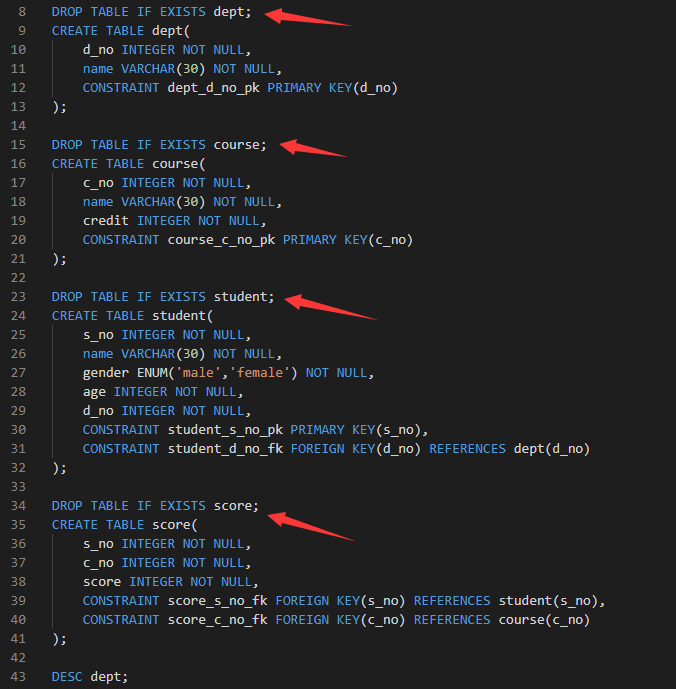 8 DROP TABLE IF EXISTS dept;
9 CREATE TABLE dept(
10 d_no INTEGER NOT NULL,
11 name VARCHAR(30) NOT NULL,
12 CONSTRAINT dept_d_no_pk PRIMARY KEY(d_no)
13 );
14
15 DROP TABLE IF EXISTS course;
16 CREATE TABLE course(
17 c_no INTEGER NOT NULL,
18 name VARCHAR(30) NOT NULL,
19 credit INTEGER NOT NULL,
20 CONSTRAINT course_c_no_pk PRIMARY KEY(c_no)
21 );
22
23 DROP TABLE IF EXISTS student;
24 CREATE TABLE student(
25 s_no INTEGER NOT NULL,
26 name VARCHAR(30) NOT NULL,
27 gender ENUM('male','female') NOT NULL,
28 age INTEGER NOT NULL,
29 d_no INTEGER NOT NULL,
30 CONSTRAINT student_s_no_pk PRIMARY KEY(s_no),
31 CONSTRAINT student_d_no_fk FOREIGN KEY(d_no) REFERENCES dept(d_no)
32 );
33
34 DROP TABLE IF EXISTS score;
35 CREATE TABLE score(
36 s_no INTEGER NOT NULL,
37 c_no INTEGER NOT NULL,
38 score INTEGER NOT NULL,
39 CONSTRAINT score_s_no_fk FOREIGN KEY(s_no) REFERENCES student(s_no),
40 CONSTRAINT score_c_no_fk FOREIGN KEY(c_no) REFERENCES course(c_no)
41 );
42
43 DESC dept;